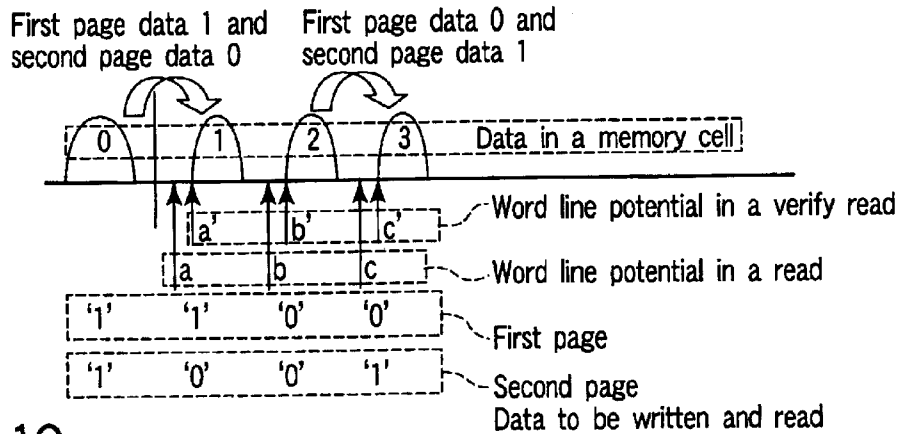 First page data 1 and
second page data 0
First page data 0 and
second page data 1
0 1 2 3 Data in a memory cell
a' b' c' Word line potential in a verify read
a b c Word line potential in a read
'1' '1' '0' '0'
First page
'1' '0' '0' '1'
Second page
Data to be written and read